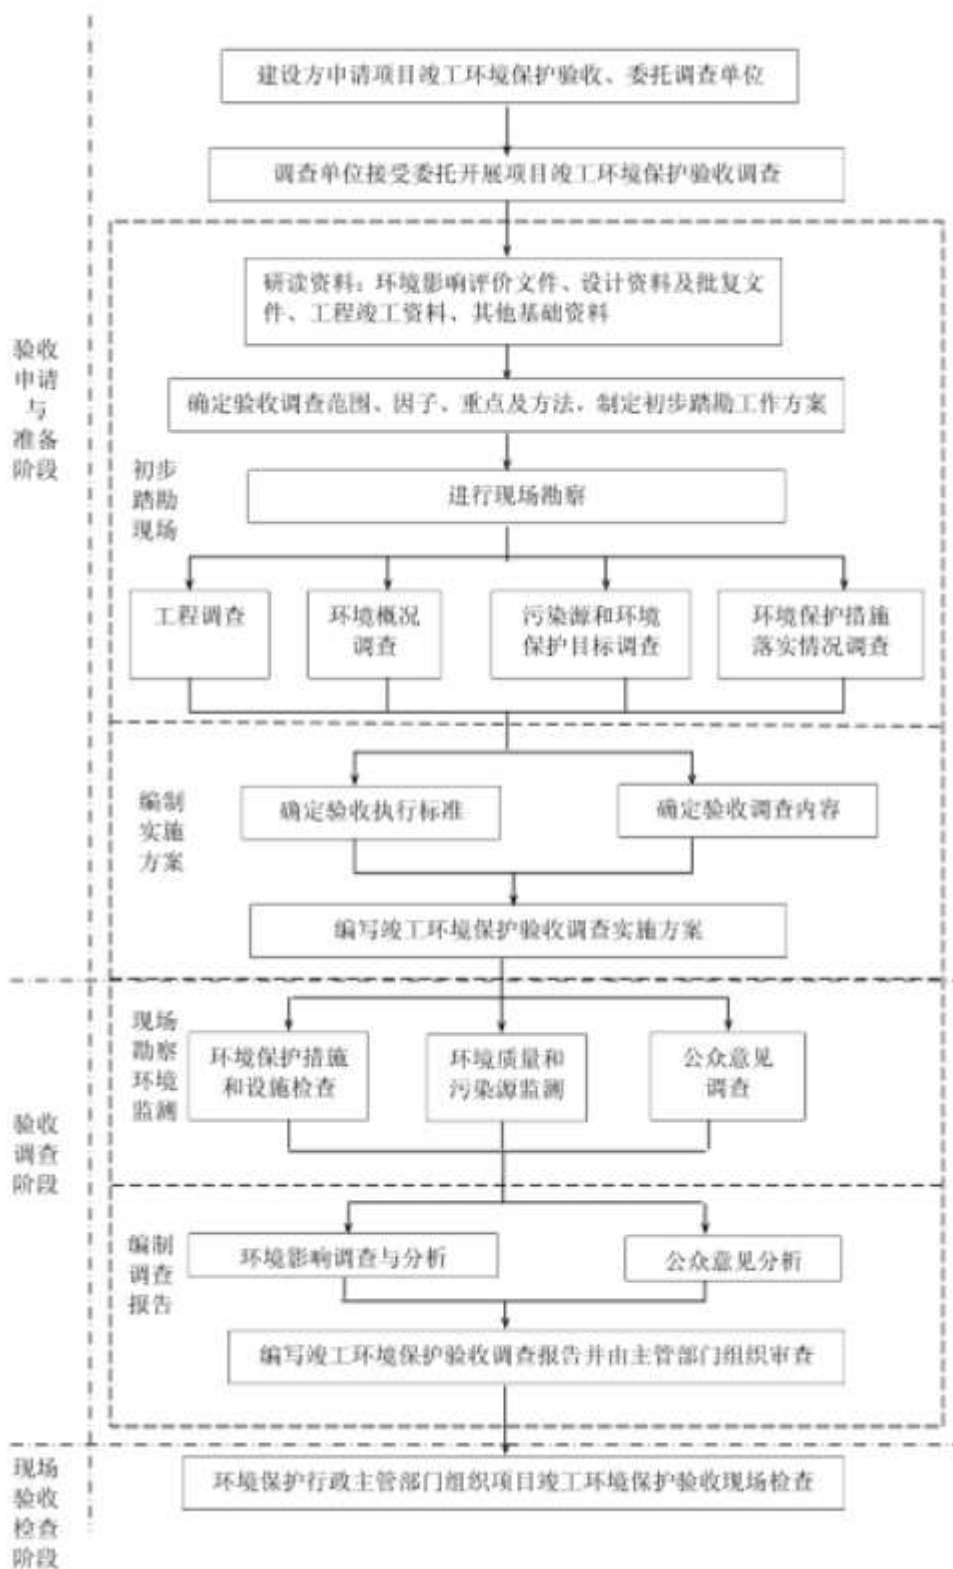 建设方申请项目竣工环境保护验收、委托调查单位
调查单位接受委托开展项目竣工环境保护验收调查
研读资料：环境影响评价文件、设计资料及批复文
件、工程竣工资料、其他基础资料
验收
申请
与
准备
阶段
确定验收调查范围、因子、重点及方法，制定初步踏勘工作方案
初步
踏勘
现场
进行现场勘察
工程调查
环境概况
调查
污染源和环境
保护目标调查
环境保护措施
落实情况调查
编制
实施
方案
确定验收执行标准
确定验收调查内容
编写竣工环境保护验收调查实施方案
验收
调查
阶段
现场
勘察
环境
监测
环境保护措施
和设施检查
环境质量和
污染源监测
公众意见
调查
编制
调查
报告
环境影响调查与分析
公众意见分析
编写竣工环境保护验收调查报告并由主管部门组织审查
现场
验收
检查
阶段
环境保护行政主管部门组织项目竣工环境保护验收现场检查